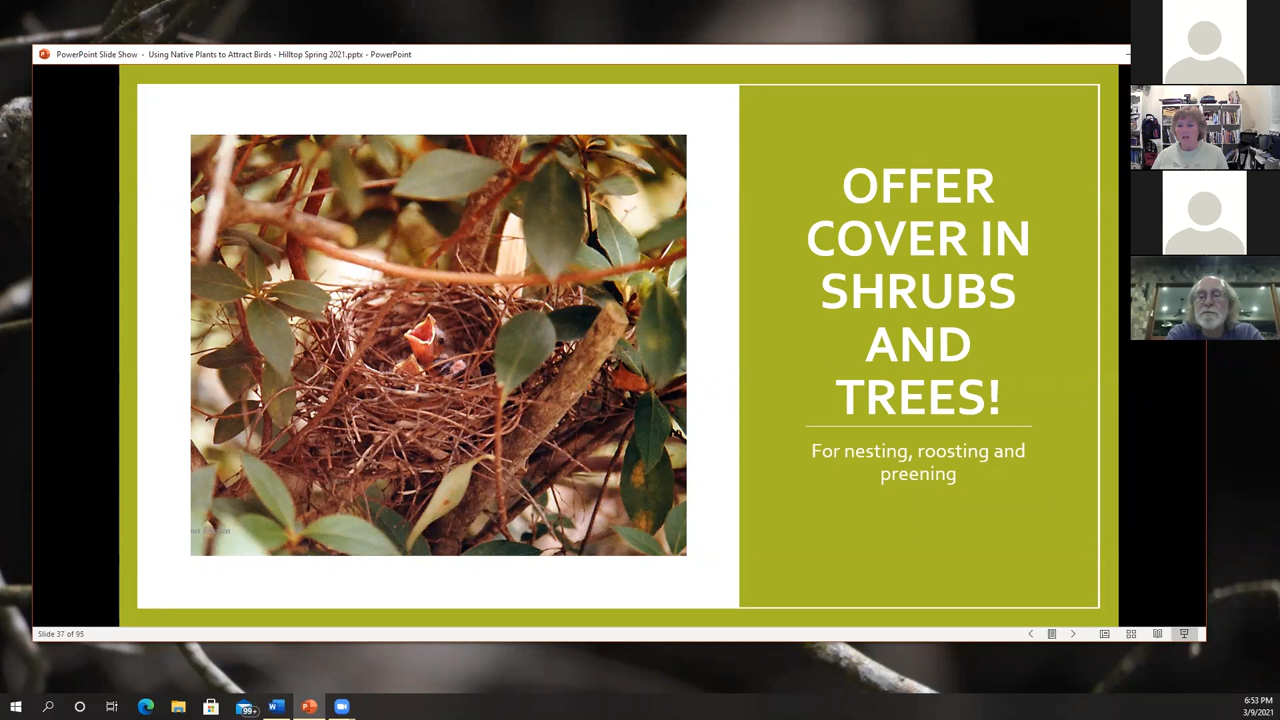 PowerPoint Slide Show - Using Native Plants to Attract Birds - Hilltop Spring 2021.pptx - PowerPoint
OFFER
COVER IN
SHRUBS
AND
TREES!
For nesting, roosting and
preening
Slide 37 of 95
99+
6:53 PM
3/9/2021